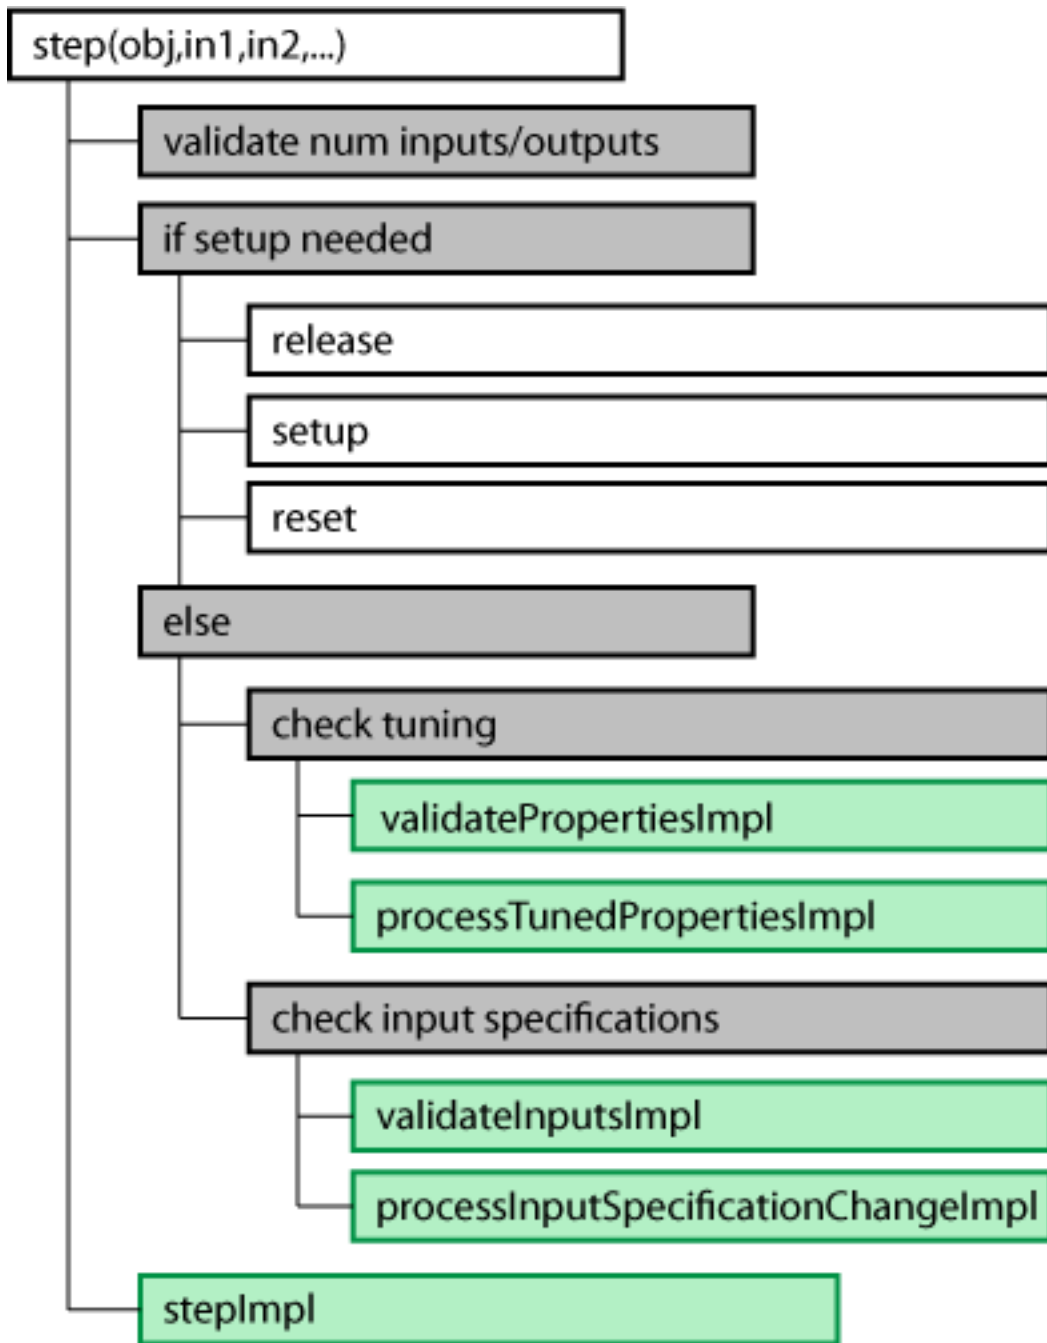 step(obj,in1,in2,...)
validate num inputs/outputs
if setup needed
release
setup
reset
else
check tuning
validatePropertiesImpl
processTunedPropertiesImpl
check input specifications
validateInputsImpl
processInputSpecificationChangeImpl
stepImpl